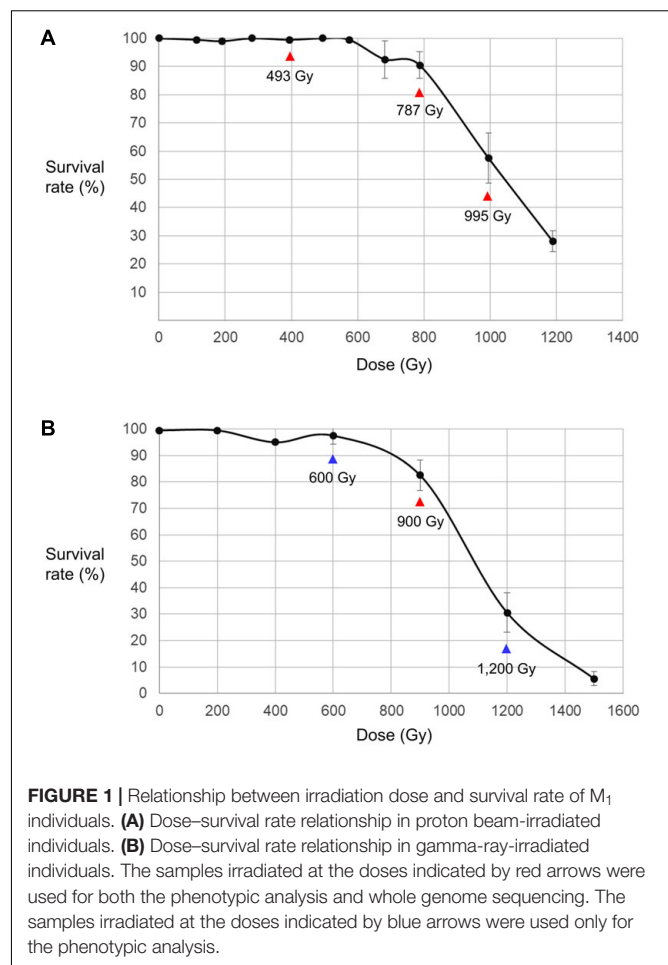 A
100
90
80
70
60
50
40
30
20
10
Survival
rate (%)
493 Gy
787 Gy
995 Gy
0 200 400 600 800 1000 1200 1400
Dose (Gy)
B
100
90
80
70
60
50
40
30
20
10
0
Survival
rate (%)
600 Gy
900 Gy
1,200 Gy
0 200 400 600 800 1000 1200 1400 1600
Dose (Gy)
FIGURE 1 | Relationship between irradiation dose and survival rate of M₁
individuals. (A) Dose–survival rate relationship in proton beam-irradiated
individuals. (B) Dose–survival rate relationship in gamma-ray-irradiated
individuals. The samples irradiated at the doses indicated by red arrows were
used for both the phenotypic analysis and whole genome sequencing. The
samples irradiated at the doses indicated by blue arrows were used only for
the phenotypic analysis.